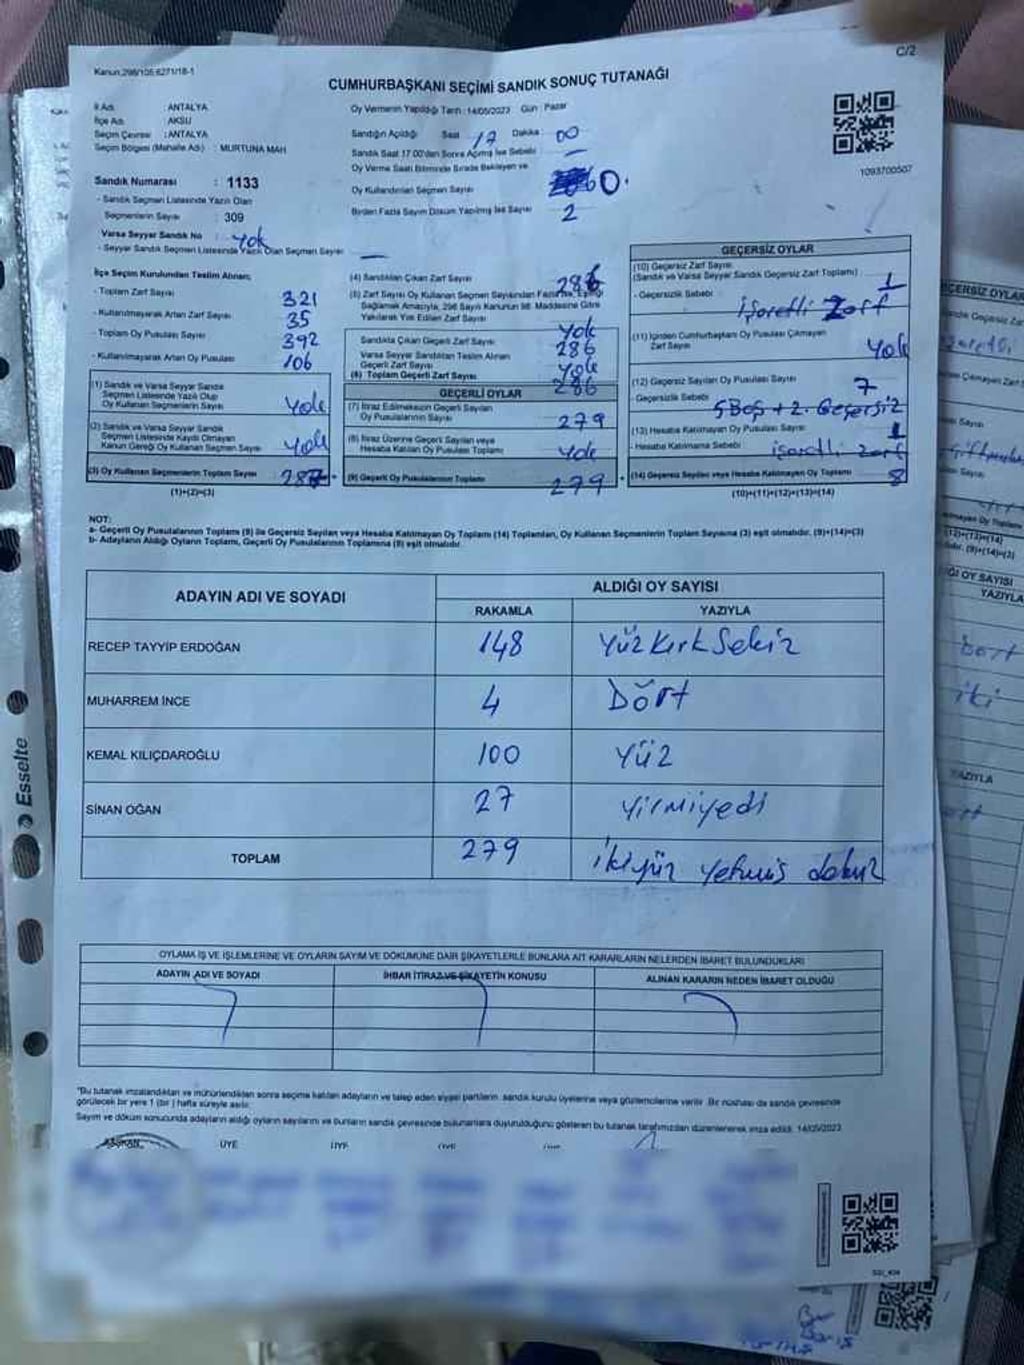 Kanun:298/105;6271/18-1
C/2
CUMHURBAŞKANI SEÇİMİ SANDIK SONUÇ TUTANAĞI
İl Adı : ANTALYA
İlçe Adı : AKSU
Seçim Çevresi : ANTALYA
Seçim Bölgesi (Mahalle Adı) : MURTUNA MAH.
Sandık Numarası : 1133
- Sandık Seçmen Listesinde Yazılı Olan
Seçmenlerin Sayısı : 309
Varsa Seyyar Sandık No : Yok
- Seyyar Sandık Seçmen Listesinde Yazılı Olan Seçmen Sayısı : —
Oy Vermenin Yapıldığı Tarih :14/05/2023 Gün : Pazar
Sandığın Açıldığı Saat : 17 Dakika : 00
Sandık Saat 17.00'den Sonra Açılmış İse Sebebi : —
Oy Verme Saati Bitiminde Sırada Bekleyen ve
Oy Kullandırılan Seçmen Sayısı
Birden Fazla Sayım Döküm Yapılmış İse Sayısı : 2
1093700507
İlçe Seçim Kurulundan Teslim Alınan;
- Toplam Zarf Sayısı 321
- Kullanılmayarak Artan Zarf Sayısı 35
- Toplam Oy Pusulası Sayısı 392
- Kullanılmayarak Artan Oy Pusulası 106
(1) Sandık ve Varsa Seyyar Sandık
Seçmen Listesinde Yazılı Olup
Oy Kullanan Seçmenlerin Sayısı Yok
(2) Sandık ve Varsa Seyyar Sandık
Seçmen Listesinde Kayıtlı Olmayan
Kanun Gereği Oy Kullanan Seçmen Sayısı Yok
(3) Oy Kullanan Seçmenlerin Toplam Sayısı 287
(1)+(2)=(3)
(4) Sandıktan Çıkan Zarf Sayısı 286
(5) Zarf Sayısı Oy Kullanan Seçmen Sayısından Fazla İse, Eşitliği
Sağlamak Amacıyla, 298 Sayılı Kanunun 98. Maddesine Göre
Yakılarak Yok Edilen Zarf Sayısı Yok
Sandıkta Çıkan Geçerli Zarf Sayısı 286
Varsa Seyyar Sandıktan Teslim Alınan
Geçerli Zarf Sayısı Yok
(6) Toplam Geçerli Zarf Sayısı 286
GEÇERLİ OYLAR
(7) İtiraz Edilmeksizin Geçerli Sayılan
Oy Pusulalarının Sayısı 279
(8) İtiraz Üzerine Geçerli Sayılan veya
Hesaba Katılan Oy Pusulası Toplamı Yok
(9) Geçerli Oy Pusulalarının Toplamı 279
GEÇERSİZ OYLAR
(10) Geçersiz Zarf Sayısı
(Sandık ve Varsa Seyyar Sandık Geçersiz Zarf Toplamı) 1
- Geçersizlik Sebebi : işaretli Zarf
(11) İçinden Cumhurbaşkanı Oy Pusulası Çıkmayan
Zarf Sayısı Yok
(12) Geçersiz Sayılan Oy Pusulası Sayısı 7
- Geçersizlik Sebebi : 5 Boş + 2. Geçersiz
(13) Hesaba Katılmayan Oy Pusulası Sayısı 1
- Hesaba Katılmama Sebebi : işaretli zarf
(14) Geçersiz Sayılan veya Hesaba Katılmayan Oy Toplamı 8
(10)+(11)+(12)+(13)=(14)
NOT:
a- Geçerli Oy Pusulalarının Toplamı (9) ile Geçersiz Sayılan veya Hesaba Katılmayan Oy Toplamı (14) Toplamları, Oy Kullanan Seçmenlerin Toplam Sayısına (3) eşit olmalıdır. (9)+(14)=(3)
b- Adayların Aldığı Oyların Toplamı, Geçerli Oy Pusulalarının Toplamına (9) eşit olmalıdır.
ADAYIN ADI VE SOYADI ALDIĞI OY SAYISI
RAKAMLA YAZIYLA
RECEP TAYYİP ERDOĞAN 148 Yüz Kırk Sekiz
MUHARREM İNCE 4 Dört
KEMAL KILIÇDAROĞLU 100 Yüz
SİNAN OĞAN 27 Yirmiyedi
TOPLAM 279 ikiyüz yetmiş dokuz
OYLAMA İŞ VE İŞLEMLERİNE VE OYLARIN SAYIM VE DÖKÜMÜNE DAİR ŞİKAYETLERLE BUNLARA AİT KARARLARIN NELERDEN İBARET BULUNDUKLARI
ADAYIN ADI VE SOYADI İHBAR İTİRAZ VE ŞİKAYETİN KONUSU ALINAN KARARIN NEDEN İBARET OLDUĞU
*Bu tutanak imzalandıktan ve mühürlendikten sonra seçime katılan adayların ve talep eden siyasi partilerin sandık kurulu üyelerine veya gözlemcilerine verilir. Bir nüshası da sandık çevresinde
görülecek bir yere 1 (bir) hafta süreyle asılır.
Sayım ve döküm sonucunda adayların aldığı oyların sayılarını ve bunların sandık çevresinde bulunanlara duyurulduğunu gösteren bu tutanak tarafımızdan düzenlenerek imza edildi. 14/05/2023
BAŞKAN ÜYE ÜYE ÜYE ÜYE
Esselte
GEÇERSİZ OYLAR
(12)+(13)=(14)
(9)+(14)=(3)
OY SAYISI
YAZIYLA
Dört
iki
YAZIYLA